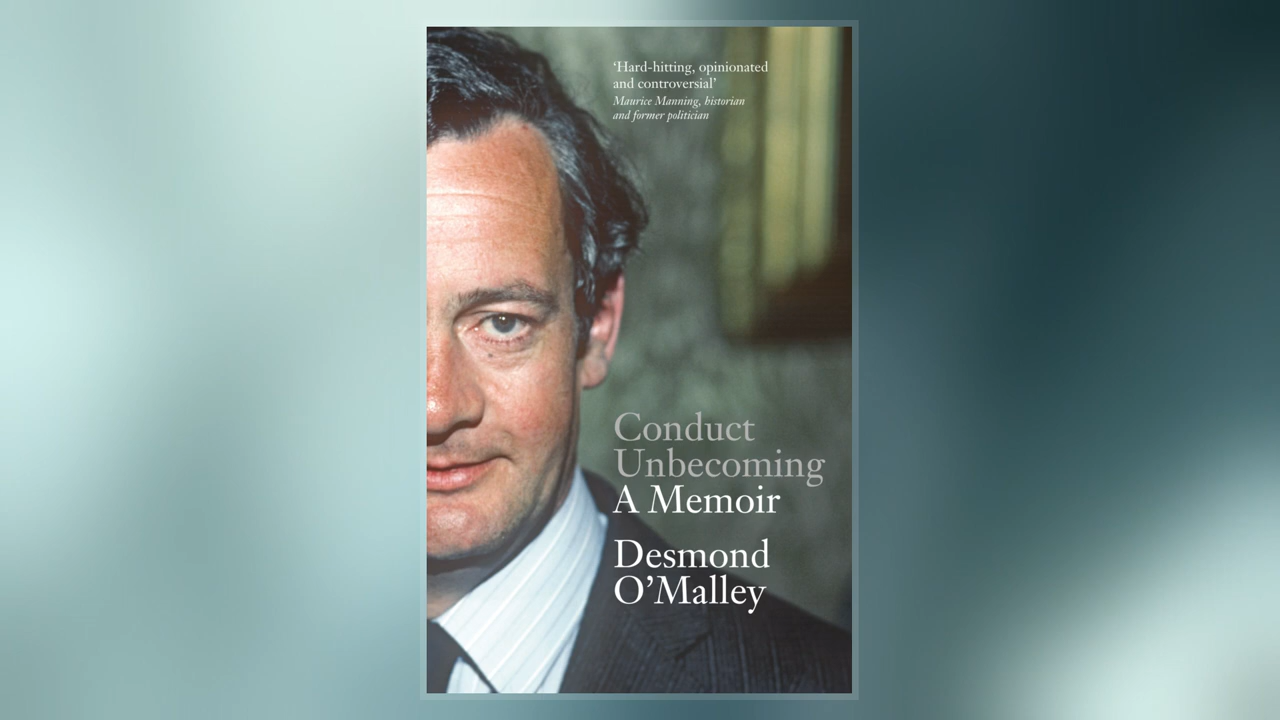 ‘Hard-hitting, opinionated
and controversial’
Maurice Manning, historian
and former politician
Conduct
Unbecoming
A Memoir
Desmond
O’Malley